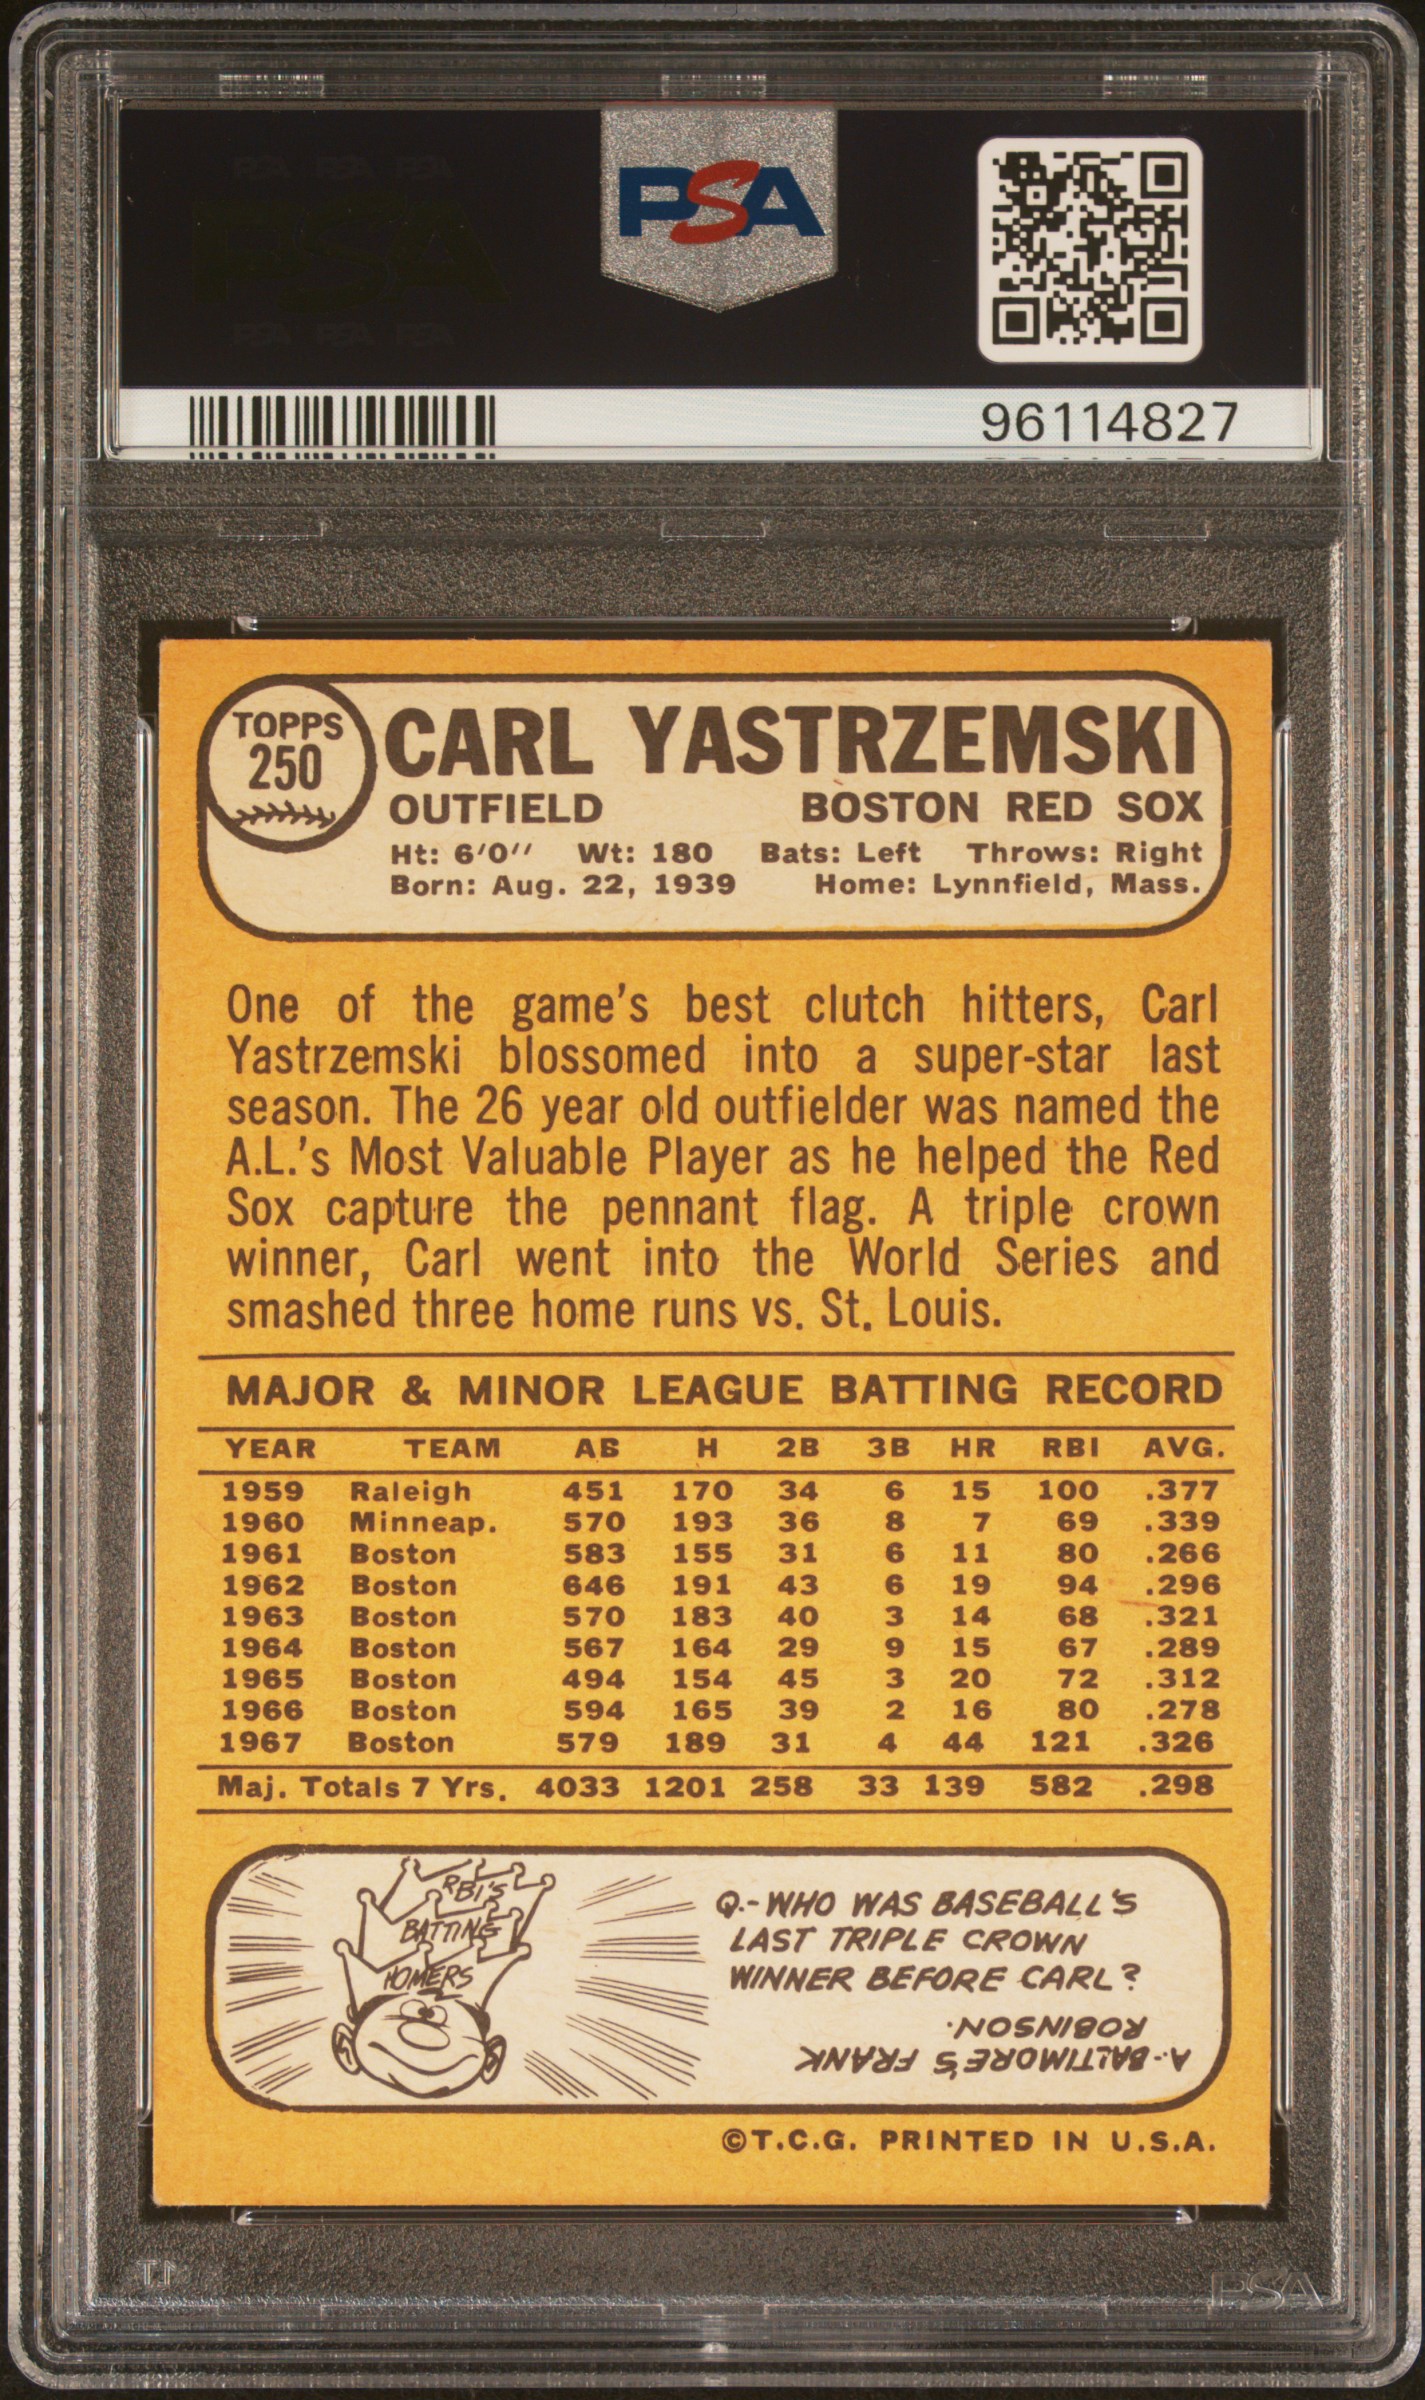 PSA
96114827
TOPPS
250
CARL YASTRZEMSKI
OUTFIELD BOSTON RED SOX
Ht: 6'0" Wt: 180 Bats: Left Throws: Right
Born: Aug. 22, 1939 Home: Lynnfield, Mass.
One of the game's best clutch hitters, Carl
Yastrzemski blossomed into a super-star last
season. The 26 year old outfielder was named the
A.L.'s Most Valuable Player as he helped the Red
Sox capture the pennant flag. A triple crown
winner, Carl went into the World Series and
smashed three home runs vs. St. Louis.
MAJOR & MINOR LEAGUE BATTING RECORD
YEAR TEAM AB H 2B 3B HR RBI AVG.
1959 Raleigh 451 170 34 6 15 100 .377
1960 Minneap. 570 193 36 8 7 69 .339
1961 Boston 583 155 31 6 11 80 .266
1962 Boston 646 191 43 6 19 94 .296
1963 Boston 570 183 40 3 14 68 .321
1964 Boston 567 164 29 9 15 67 .289
1965 Boston 494 154 45 3 20 72 .312
1966 Boston 594 165 39 2 16 80 .278
1967 Boston 579 189 31 4 44 121 .326
Maj. Totals 7 Yrs. 4033 1201 258 33 139 582 .298
RBI'S
BATTING
HOMERS
Q.-WHO WAS BASEBALL'S
LAST TRIPLE CROWN
WINNER BEFORE CARL?
A.-BALTIMORE'S FRANK
ROBINSON.
©T.C.G. PRINTED IN U.S.A.
PSA